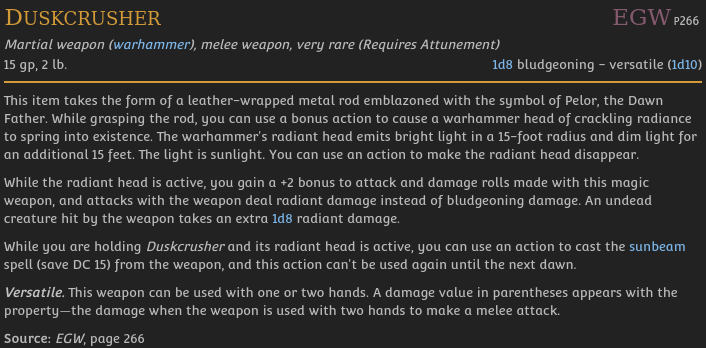 DUSKCRUSHER EGW P266
Martial weapon (warhammer), melee weapon, very rare (Requires Attunement)
15 gp, 2 lb. 1d8 bludgeoning - versatile (1d10)
This item takes the form of a leather-wrapped metal rod emblazoned with the symbol of Pelor, the Dawn
Father. While grasping the rod, you can use a bonus action to cause a warhammer head of crackling radiance
to spring into existence. The warhammer's radiant head emits bright light in a 15-foot radius and dim light for
an additional 15 feet. The light is sunlight. You can use an action to make the radiant head disappear.
While the radiant head is active, you gain a +2 bonus to attack and damage rolls made with this magic
weapon, and attacks with the weapon deal radiant damage instead of bludgeoning damage. An undead
creature hit by the weapon takes an extra 1d8 radiant damage.
While you are holding Duskcrusher and its radiant head is active, you can use an action to cast the sunbeam
spell (save DC 15) from the weapon, and this action can't be used again until the next dawn.
Versatile. This weapon can be used with one or two hands. A damage value in parentheses appears with the
property—the damage when the weapon is used with two hands to make a melee attack.
Source: EGW, page 266